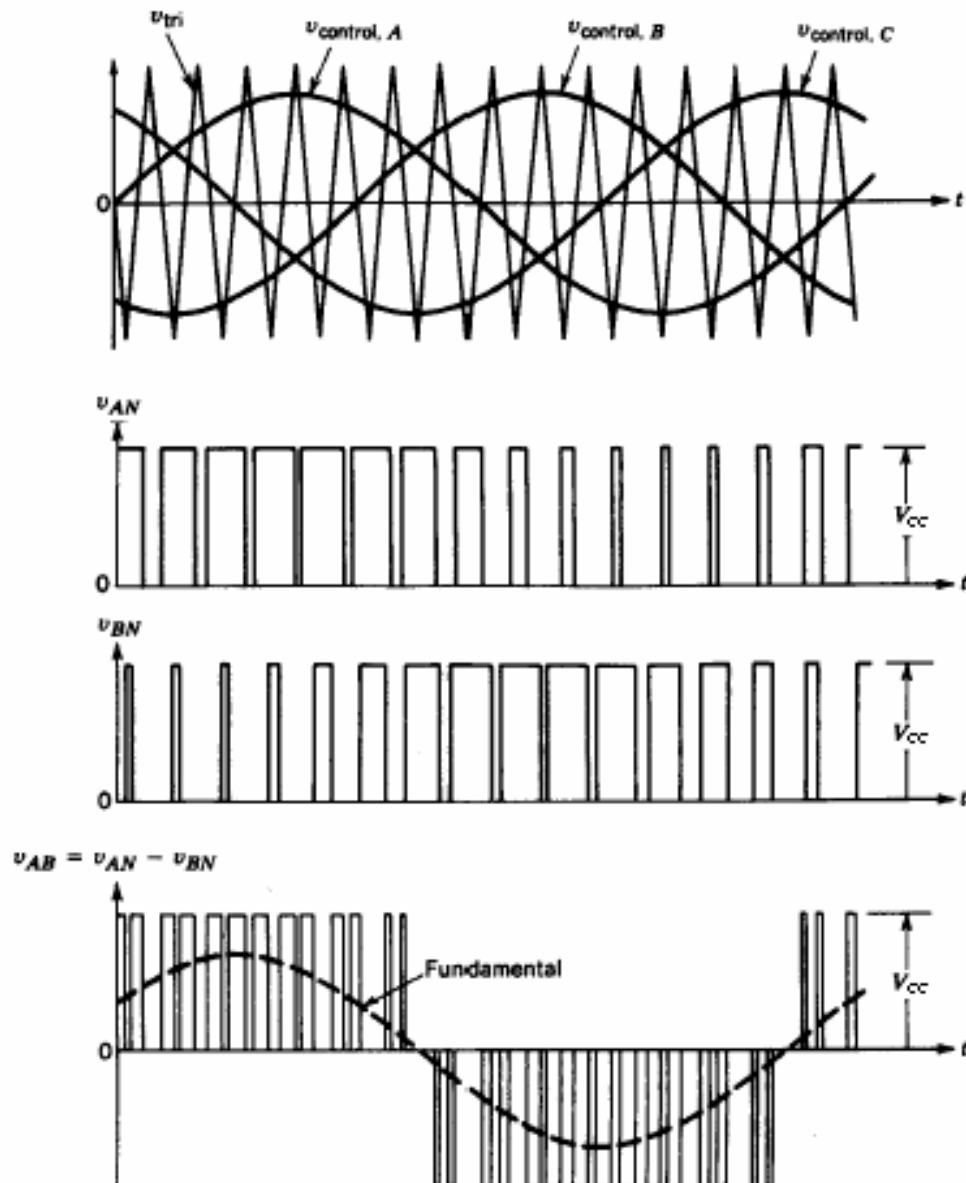 v_tri
v_control, A
v_control, B
v_control, C
0
t
v_AN
V_CC
0
t
v_BN
V_CC
0
t
v_AB = v_AN − v_BN
Fundamental
V_CC
0
t